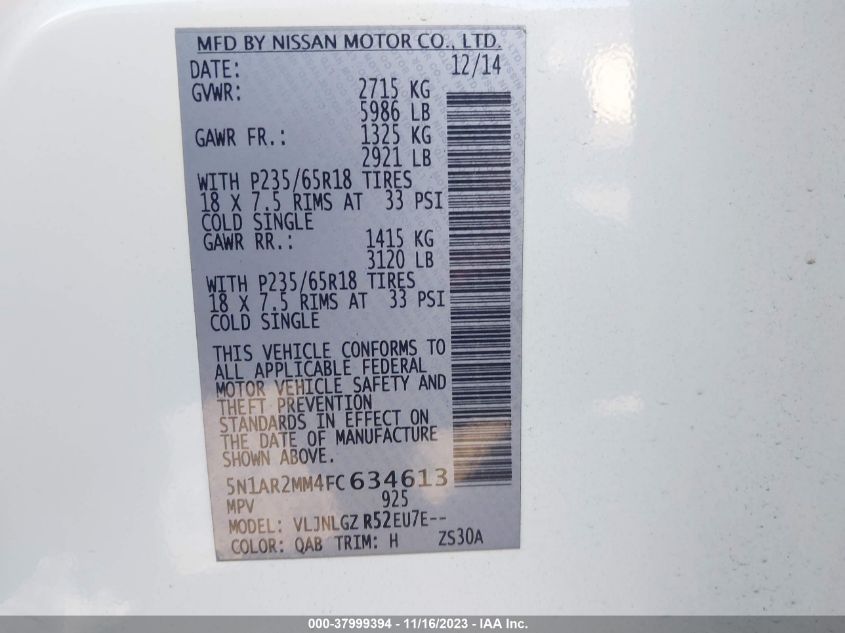 MFD BY NISSAN MOTOR CO., LTD.
DATE: 12/14
GVWR: 2715 KG
5986 LB
GAWR FR.: 1325 KG
2921 LB
WITH P235/65R18 TIRES
18 X 7.5 RIMS AT 33 PSI
COLD SINGLE
GAWR RR.: 1415 KG
3120 LB
WITH P235/65R18 TIRES
18 X 7.5 RIMS AT 33 PSI
COLD SINGLE
THIS VEHICLE CONFORMS TO
ALL APPLICABLE FEDERAL
MOTOR VEHICLE SAFETY AND
THEFT PREVENTION
STANDARDS IN EFFECT ON
THE DATE OF MANUFACTURE
SHOWN ABOVE.
5N1AR2MM4FC634613
MPV 925
MODEL: VLJNLGZ R52EU7E--
COLOR: QAB TRIM: H ZS30A
000-37999394 - 11/16/2023 - IAA Inc.